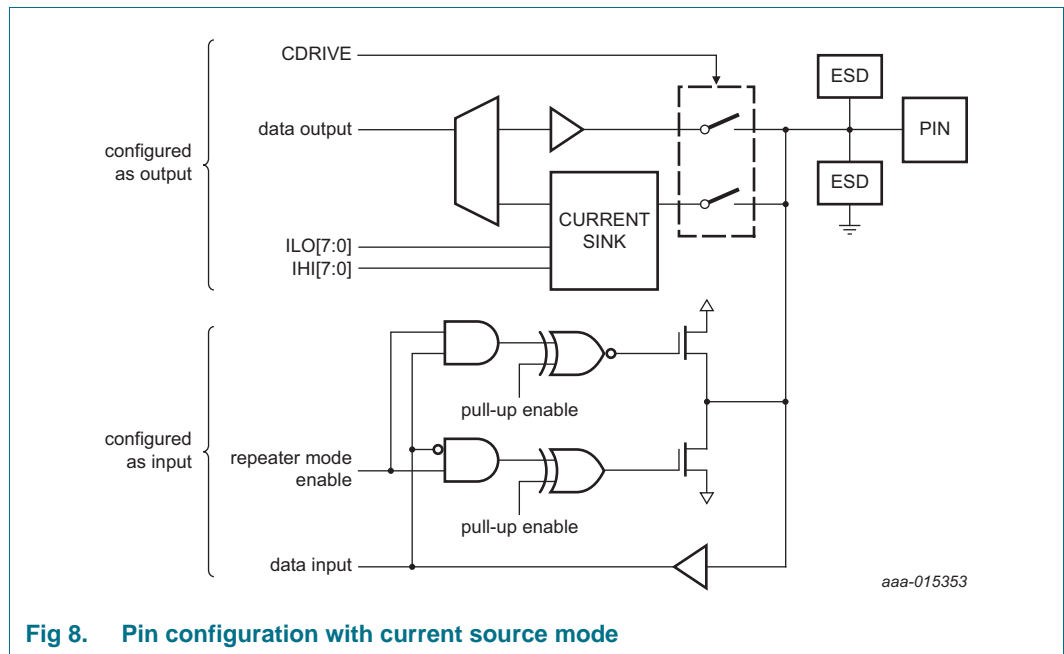 CDRIVE
ESD
data output
PIN
configured
as output
ESD
CURRENT
SINK
ILO[7:0]
IHI[7:0]
pull-up enable
configured
as input
repeater mode
enable
pull-up enable
data input
aaa-015353
Fig 8. Pin configuration with current source mode